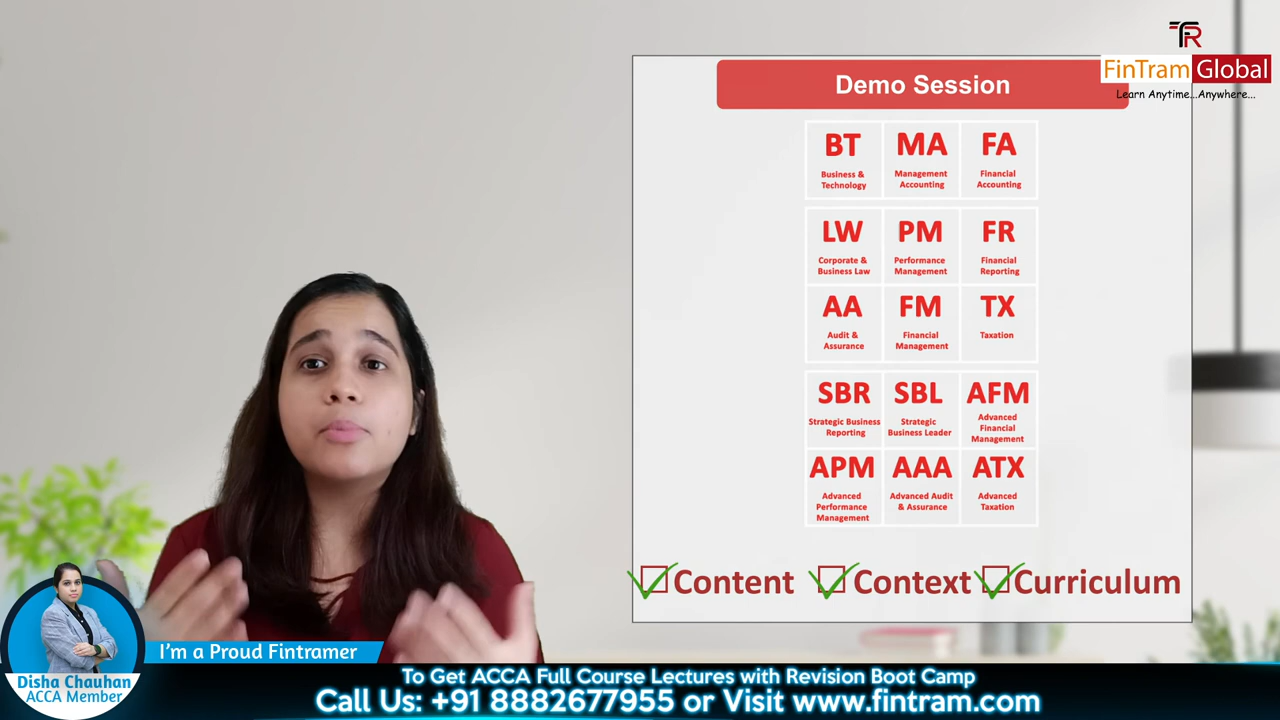 TR
FinTram Global
Learn Anytime...Anywhere...
Demo Session
BT MA FA
Business & Technology
Management Accounting
Financial Accounting
LW PM FR
Corporate & Business Law
Performance Management
Financial Reporting
AA FM TX
Audit & Assurance
Financial Management
Taxation
SBR SBL AFM
Strategic Business Reporting
Strategic Business Leader
Advanced Financial Management
APM AAA ATX
Advanced Performance Management
Advanced Audit & Assurance
Advanced Taxation
Content Context Curriculum
I'm a Proud Fintramer
Disha Chauhan
ACCA Member
To Get ACCA Full Course Lectures with Revision Boot Camp
Call Us: +91 8882677955 or Visit www.fintram.com